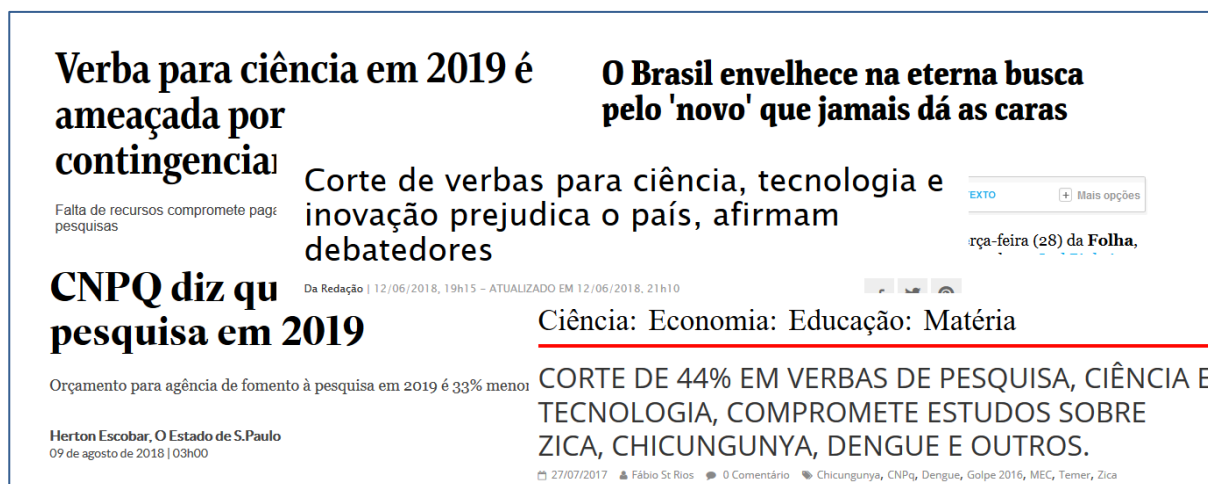 Verba para ciência em 2019 é
ameaçada por
Falta de recursos compromete
pesquisas
O Brasil envelhece na eterna busca
pelo 'novo' que jamais dá as caras
Corte de verbas para ciência, tecnologia e
inovação prejudica o país, afirmam
debatedores
Da Redação | 12/06/2018, 19h15 – ATUALIZADO EM 12/06/2018, 21h10
+ Mais opções
(28) da Folha,
CNPQ diz qu
pesquisa em 2019
Orçamento para agência de fomento à pesquisa em 2019 é 33% menor
Herton Escobar, O Estado de S.Paulo
09 de agosto de 2018 | 03h00
Ciência: Economia: Educação: Matéria
CORTE DE 44% EM VERBAS DE PESQUISA, CIÊNCIA E
TECNOLOGIA, COMPROMETE ESTUDOS SOBRE
ZICA, CHICUNGUNYA, DENGUE E OUTROS.
27/07/2017 Fábio St Rios 0 Comentário Chicungunya, CNPq, Dengue, Golpe 2016, MEC, Temer, Zica